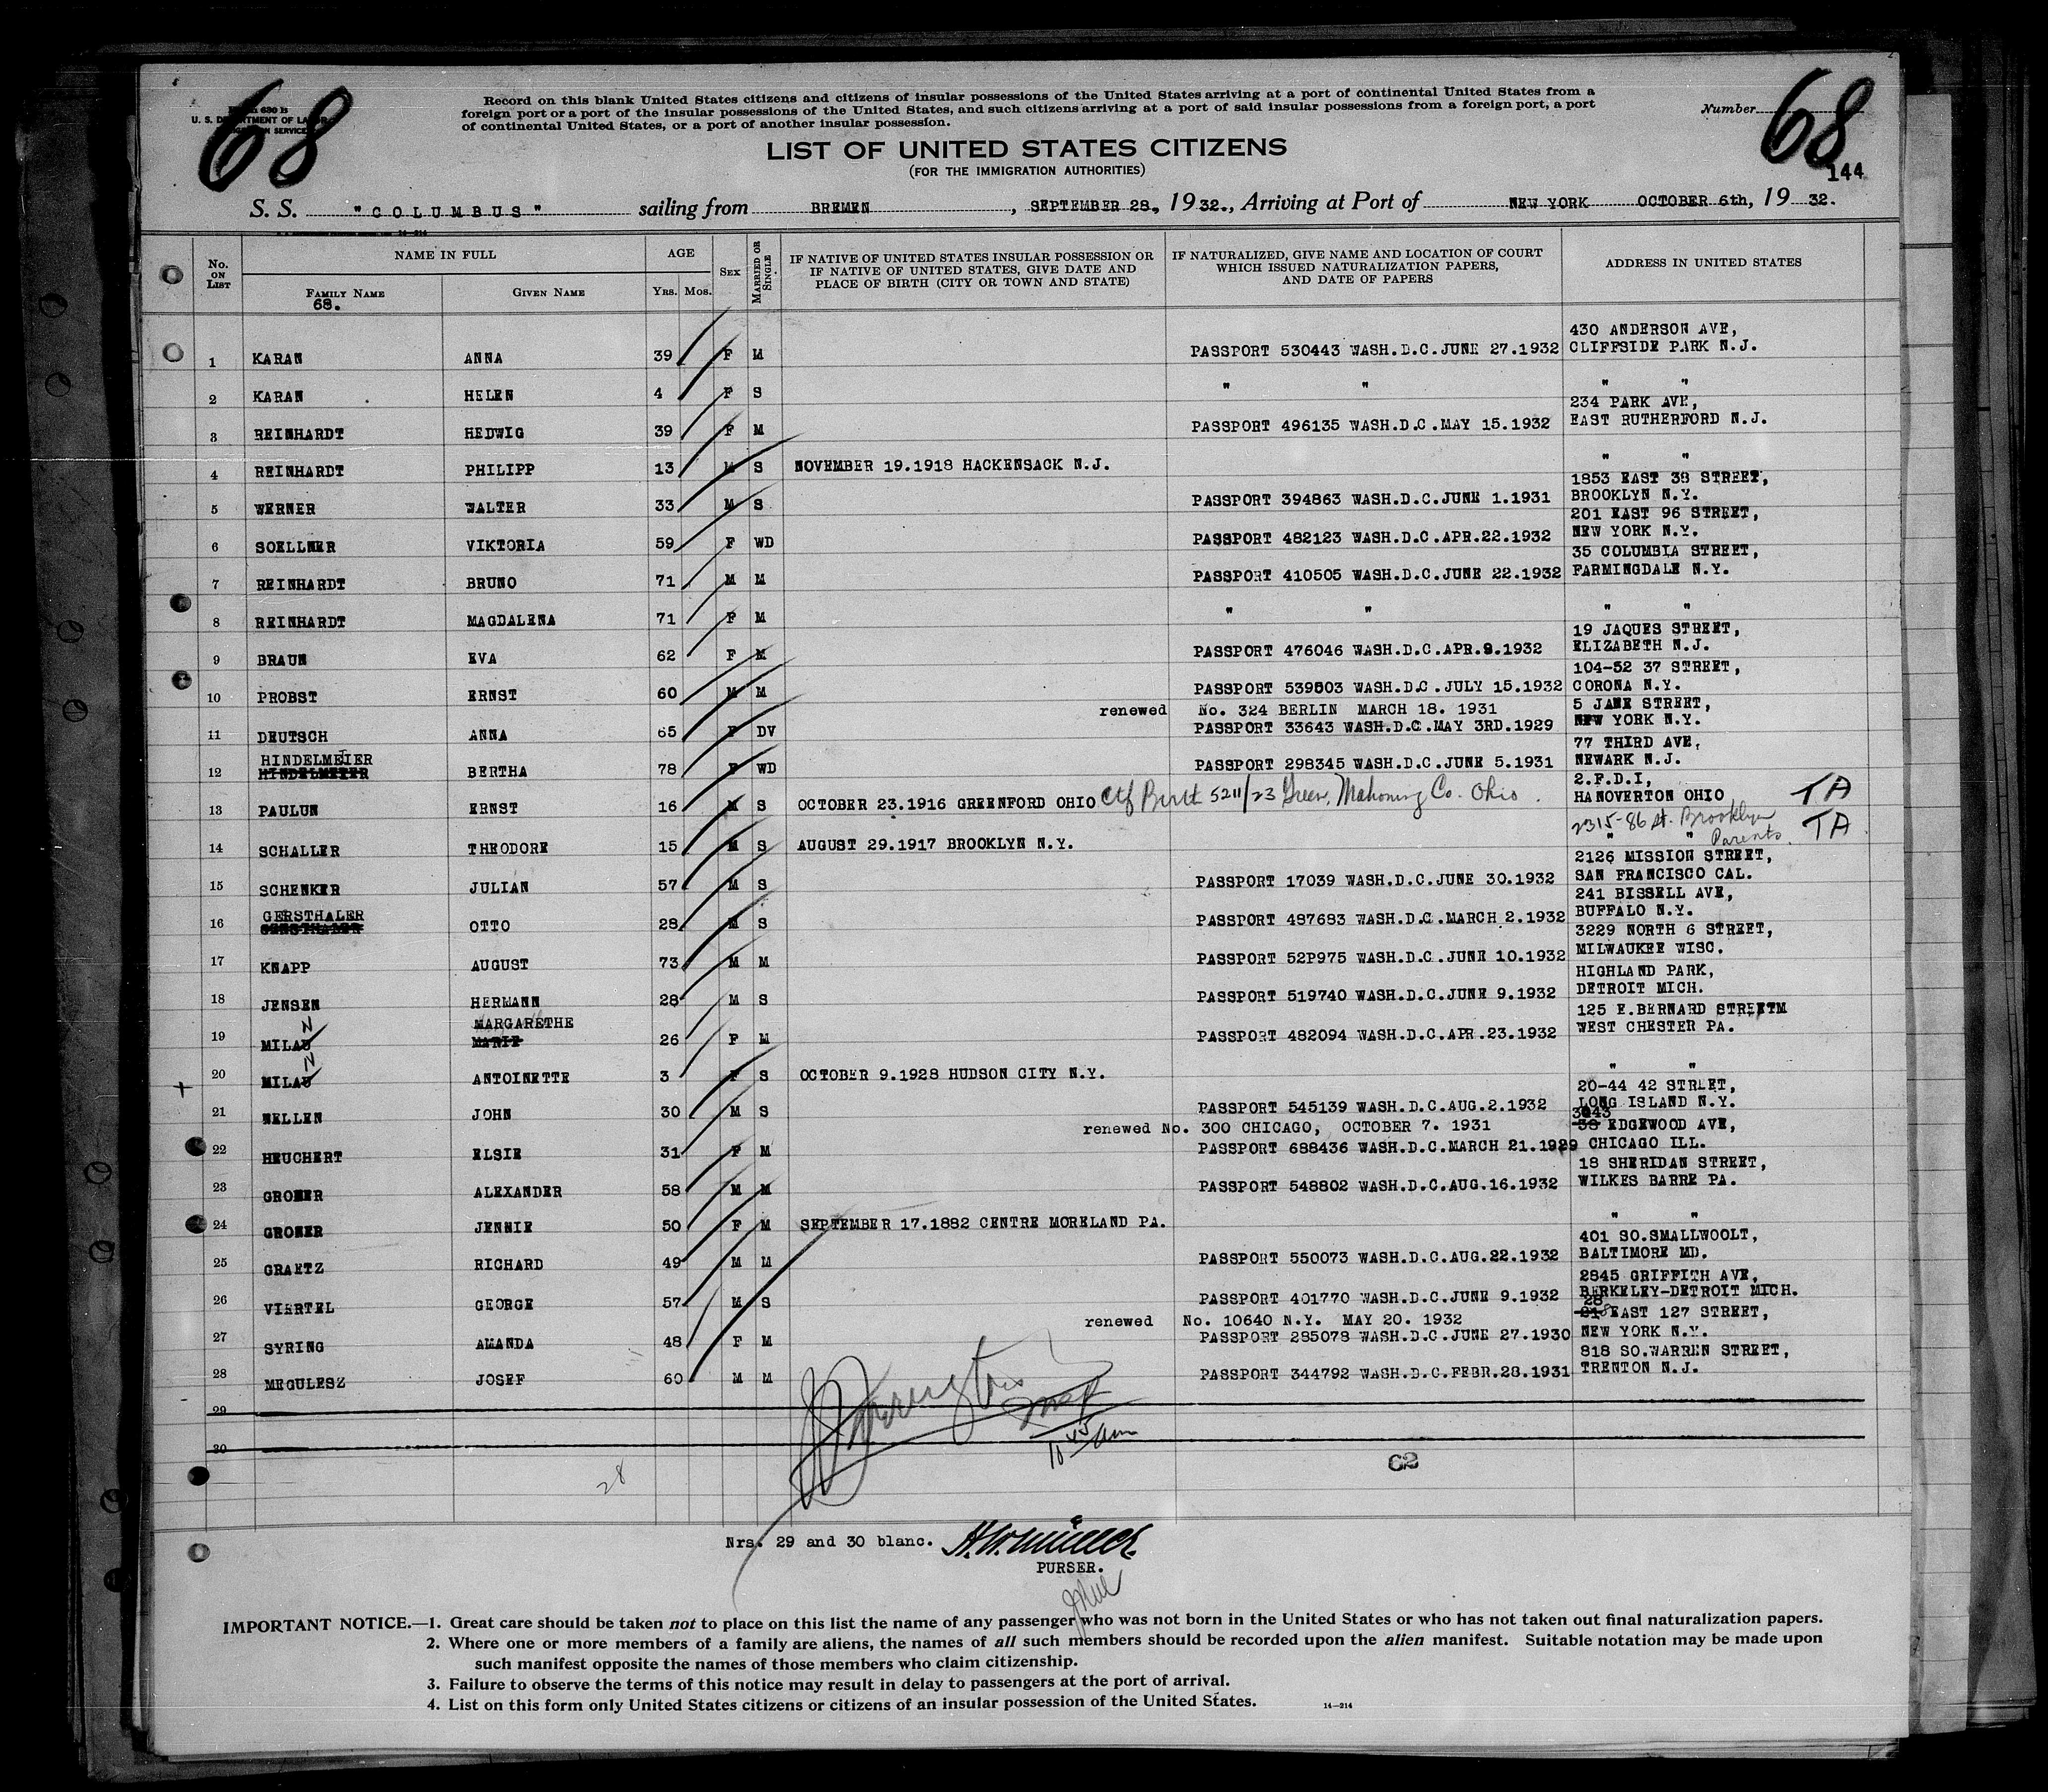 68
68
U. S. DEPARTMENT OF LABOR
Record on this blank United States citizens and citizens of insular possessions of the United States arriving at a port of continental United States from a
foreign port or a port of the insular possessions of the United States, and such citizens arriving at a port of said insular possessions from a foreign port, a port
of continental United States, or a port of another insular possession.
Number
144
LIST OF UNITED STATES CITIZENS
(FOR THE IMMIGRATION AUTHORITIES)
S. S. "COLUMBUS" sailing from BREMEN, SEPTEMBER 28., 1932., Arriving at Port of NEW YORK OCTOBER 6th, 1932.
14-214
No. ON LIST NAME IN FULL FAMILY NAME GIVEN NAME AGE YRS. MOS. SEX MARRIED OR SINGLE
IF NATIVE OF UNITED STATES INSULAR POSSESSION OR IF NATIVE OF UNITED STATES, GIVE DATE AND PLACE OF BIRTH (CITY OR TOWN AND STATE)
IF NATURALIZED, GIVE NAME AND LOCATION OF COURT WHICH ISSUED NATURALIZATION PAPERS, AND DATE OF PAPERS
ADDRESS IN UNITED STATES
68.
430 ANDERSON AVE,
1 KARAN ANNA 39 F M PASSPORT 530443 WASH.D.C.JUNE 27.1932 CLIFFSIDE PARK N.J.
2 KARAN HELEN 4 F S " " " "
234 PARK AVE,
3 REINHARDT HEDWIG 39 F M PASSPORT 496135 WASH.D.C.MAY 15.1932 EAST RUTHERFORD N.J.
4 REINHARDT PHILIPP 13 M S NOVEMBER 19.1918 HACKENSACK N.J. " "
1853 EAST 38 STREET,
5 WERNER WALTER 33 M S PASSPORT 394863 WASH.D.C.JUNE 1.1931 BROOKLYN N.Y.
201 EAST 96 STREET,
6 SOELLNER VIKTORIA 59 F WD PASSPORT 482123 WASH.D.C.APR.22.1932 NEW YORK N.Y.
35 COLUMBIA STREET,
7 REINHARDT BRUNO 71 M M PASSPORT 410505 WASH.D.C.JUNE 22.1932 FARMINGDALE N.Y.
8 REINHARDT MAGDALENA 71 F M " " " "
19 JAQUES STREET,
9 BRAUN EVA 62 F M PASSPORT 476046 WASH.D.C.APR.9.1932 ELIZABETH N.J.
104-52 37 STREET,
10 PROBST ERNST 60 M M PASSPORT 539503 WASH.D.C.JULY 15.1932 CORONA N.Y.
renewed No. 324 BERLIN MARCH 18. 1931 5 JANE STREET,
11 DEUTSCH ANNA 65 F DV PASSPORT 33643 WASH.D.C.MAY 3RD.1929 NEW YORK N.Y.
HINDELMEIER 77 THIRD AVE,
12 HINDELMEIER BERTHA 78 F WD PASSPORT 298345 WASH.D.C.JUNE 5.1931 NEWARK N.J.
2.F.D.I,
13 PAULUN ERNST 16 M S OCTOBER 23.1916 GREENFORD OHIO Ctf Birth 5211/23 Green, Mahoning Co. Ohio. HANOVERTON OHIO TA
2315-86 St. Brooklyn
14 SCHALLER THEODORE 15 M S AUGUST 29.1917 BROOKLYN N.Y. " " Parents. TA
2126 MISSION STREET,
15 SCHENKER JULIAN 57 M S PASSPORT 17039 WASH.D.C.JUNE 30.1932 SAN FRANCISCO CAL.
GERSTHALER 241 BISSELL AVE,
16 OTTO 28 M S PASSPORT 487683 WASH.D.C.MARCH 2.1932 BUFFALO N.Y.
3229 NORTH 6 STREET,
17 KNAPP AUGUST 73 M M PASSPORT 52P975 WASH.D.C.JUNE 10.1932 MILWAUKEE WISC.
HIGHLAND PARK,
18 JENSEN HERMANN 28 M S PASSPORT 519740 WASH.D.C.JUNE 9.1932 DETROIT MICH.
N MARGARETHE 125 E.BERNARD STREETM
19 MILAU MARIE 26 F M PASSPORT 482094 WASH.D.C.APR.23.1932 WEST CHESTER PA.
N
20 MILAU ANTOINETTE 3 F S OCTOBER 9.1928 HUDSON CITY N.Y. " "
20-44 42 STREET,
21 NELLEN JOHN 30 M S PASSPORT 545139 WASH.D.C.AUG.2.1932 LONG ISLAND N.Y.
3043
renewed No. 300 CHICAGO, OCTOBER 7. 1931 38 EDGEWOOD AVE,
22 HEUCHERT ELSIE 31 F M PASSPORT 688436 WASH.D.C.MARCH 21.1929 CHICAGO ILL.
18 SHERIDAN STREET,
23 GRONER ALEXANDER 58 M M PASSPORT 548802 WASH.D.C.AUG.16.1932 WILKES BARRE PA.
24 GRONER JENNIE 50 F M SEPTEMBER 17.1882 CENTRE MORELAND PA. " "
401 SO.SMALLWOOLT,
25 GRAETZ RICHARD 49 M M PASSPORT 550073 WASH.D.C.AUG.22.1932 BALTIMORE MD.
2845 GRIFFITH AVE,
26 VIERTEL GEORGE 57 M S PASSPORT 401770 WASH.D.C.JUNE 9.1932 BERKELEY-DETROIT MICH.
28
renewed No. 10640 N.Y. MAY 20. 1932 218 EAST 127 STREET,
27 SYRING AMANDA 48 F M PASSPORT 285078 WASH.D.C.JUNE 27.1930 NEW YORK N.Y.
818 SO.WARREN STREET,
28 MEGULESZ JOSEF 60 M M PASSPORT 344792 WASH.D.C.FEBR.28.1931 TRENTON N.J.
29
30
Insp
10 45 am
C2
28
Nrs. 29 and 30 blanc. H.W.Müller.
PURSER.
IMPORTANT NOTICE.—1. Great care should be taken not to place on this list the name of any passenger who was not born in the United States or who has not taken out final naturalization papers.
2. Where one or more members of a family are aliens, the names of all such members should be recorded upon the alien manifest. Suitable notation may be made upon
such manifest opposite the names of those members who claim citizenship.
3. Failure to observe the terms of this notice may result in delay to passengers at the port of arrival.
4. List on this form only United States citizens or citizens of an insular possession of the United States.
14—214